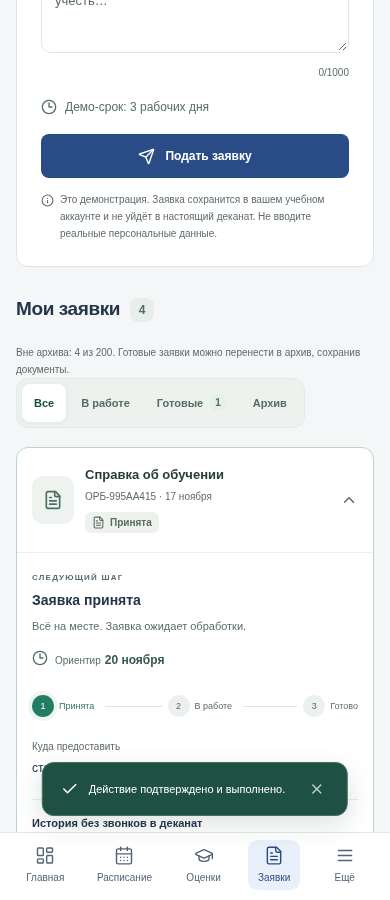 учесть...
0/1000
Демо-срок: 3 рабочих дня
Подать заявку
Это демонстрация. Заявка сохранится в вашем учебном
аккаунте и не уйдёт в настоящий деканат. Не вводите
реальные персональные данные.
Мои заявки 4
Вне архива: 4 из 200. Готовые заявки можно перенести в архив, сохранив
документы.
Все В работе Готовые 1 Архив
Справка об обучении
ОРБ-995AA415 · 17 ноября
Принята
СЛЕДУЮЩИЙ ШАГ
Заявка принята
Всё на месте. Заявка ожидает обработки.
Ориентир 20 ноября
1 Принята 2 В работе 3 Готово
Куда предоставить
Действие подтверждено и выполнено.
История без звонков в деканат
Главная Расписание Оценки Заявки Ещё